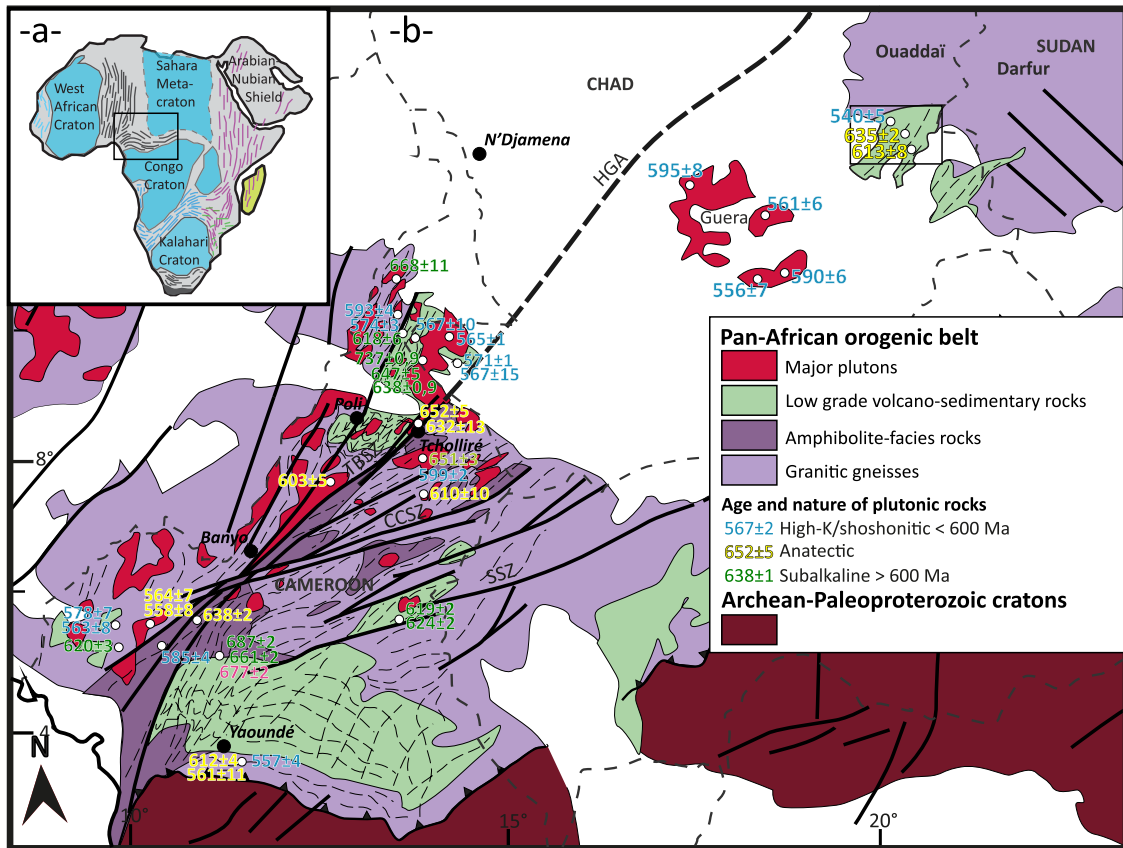 -a-
West
African
Craton
Sahara
Meta-
craton
Arabian-
Nubian
Shield
Congo
Craton
Kalahari
Craton
-b-
CHAD
N'Djamena
HGA
Ouaddaï
SUDAN
Darfur
540±5
635±2
613±8
595±8
Guera
561±6
590±6
556±7
668±11
593±4
574±3
567±10
618±6
565±1
737±0,9
571±1
647±5
567±15
638±0,9
Poli
652±5
632±13
Tcholliré
TBSZ
651±3
599±2
603±5
610±10
8°
CCSZ
Banyo
SSZ
CAMEROON
564±7
558±8
638±2
578±7
563±8
620±3
585±4
687±2
661±2
677±2
619±2
624±2
4
Yaoundé
612±4
557±4
561±11
N
10°
15°
20°
Pan-African orogenic belt
Major plutons
Low grade volcano-sedimentary rocks
Amphibolite-facies rocks
Granitic gneisses
Age and nature of plutonic rocks
567±2 High-K/shoshonitic < 600 Ma
652±5 Anatectic
638±1 Subalkaline > 600 Ma
Archean-Paleoproterozoic cratons